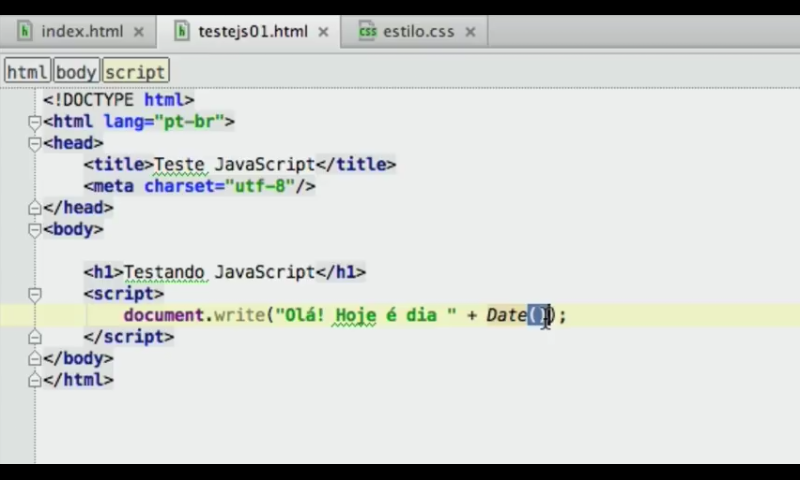 index.html testejs01.html css estilo.css
html body script
<!DOCTYPE html>
<html lang="pt-br">
<head>
<title>Teste JavaScript</title>
<meta charset="utf-8"/>
</head>
<body>
<h1>Testando JavaScript</h1>
<script>
document.write("Olá! Hoje é dia " + Date());
</script>
</body>
</html>